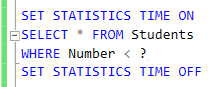 SET STATISTICS TIME ON
SELECT * FROM Students
WHERE Number < ?
SET STATISTICS TIME OFF